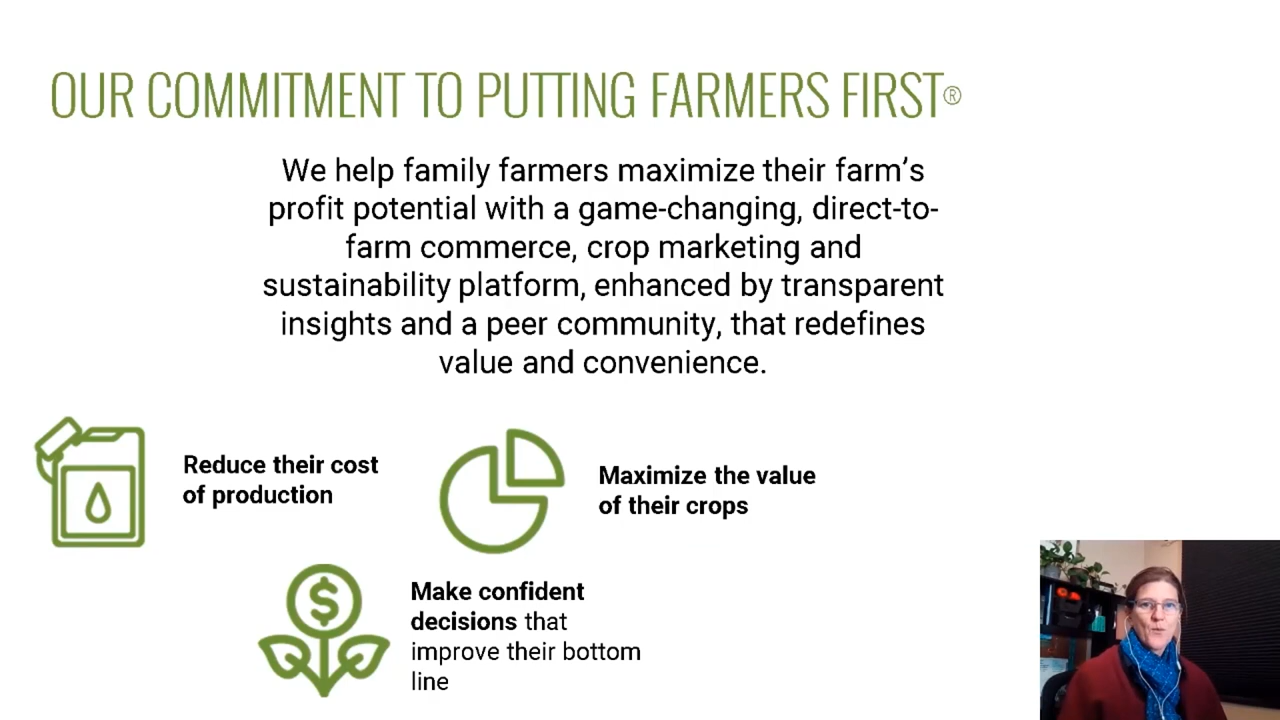 OUR COMMITMENT TO PUTTING FARMERS FIRST®
We help family farmers maximize their farm’s
profit potential with a game-changing, direct-to-
farm commerce, crop marketing and
sustainability platform, enhanced by transparent
insights and a peer community, that redefines
value and convenience.
Reduce their cost
of production
Maximize the value
of their crops
$
Make confident
decisions that
improve their bottom
line